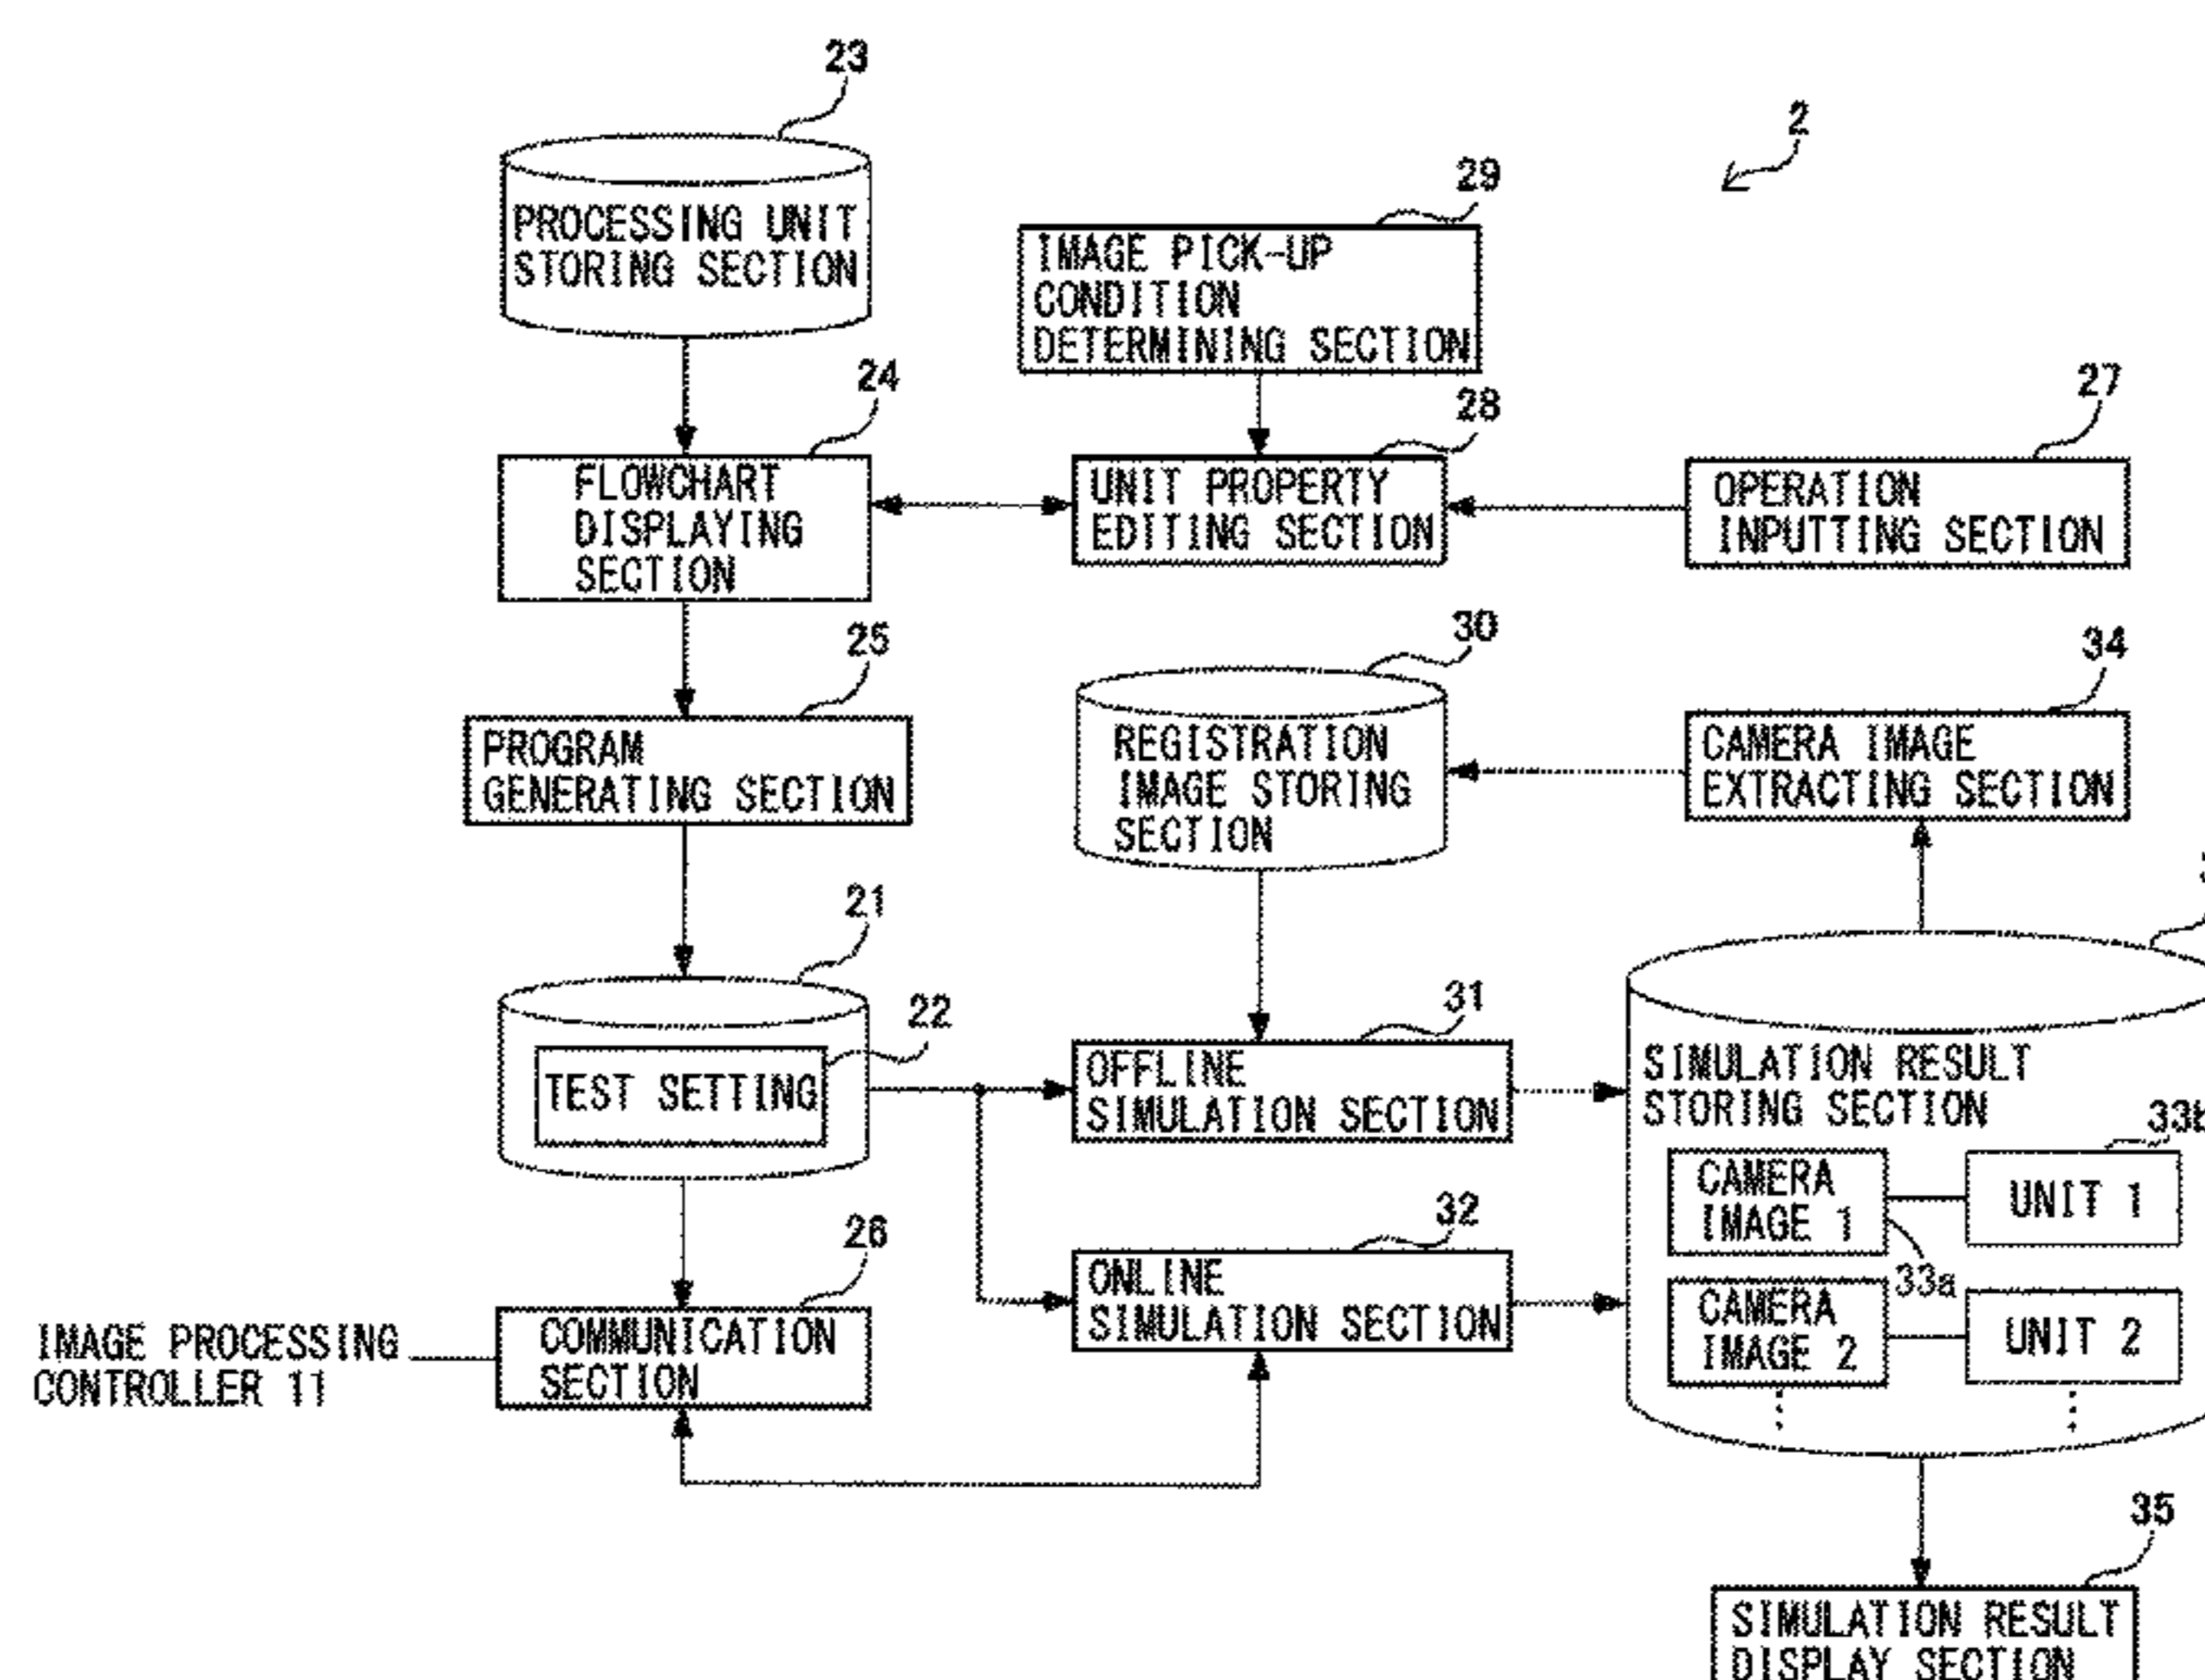 23
2
PROCESSING UNIT
STORING SECTION
29
IMAGE PICK-UP
CONDITION
DETERMINING SECTION
24
FLOWCHART
DISPLAYING
SECTION
28
UNIT PROPERTY
EDITING SECTION
27
OPERATION
INPUTTING SECTION
25
PROGRAM
GENERATING SECTION
30
REGISTRATION
IMAGE STORING
SECTION
34
CAMERA IMAGE
EXTRACTING SECTION
21
22
TEST SETTING
31
OFFLINE
SIMULATION SECTION
SIMULATION RESULT
STORING SECTION
33b
CAMERA
IMAGE 1
UNIT 1
33a
CAMERA
IMAGE 2
UNIT 2
32
ONLINE
SIMULATION SECTION
26
COMMUNICATION
SECTION
IMAGE PROCESSING
CONTROLLER 11
35
SIMULATION RESULT
DISPLAY SECTION